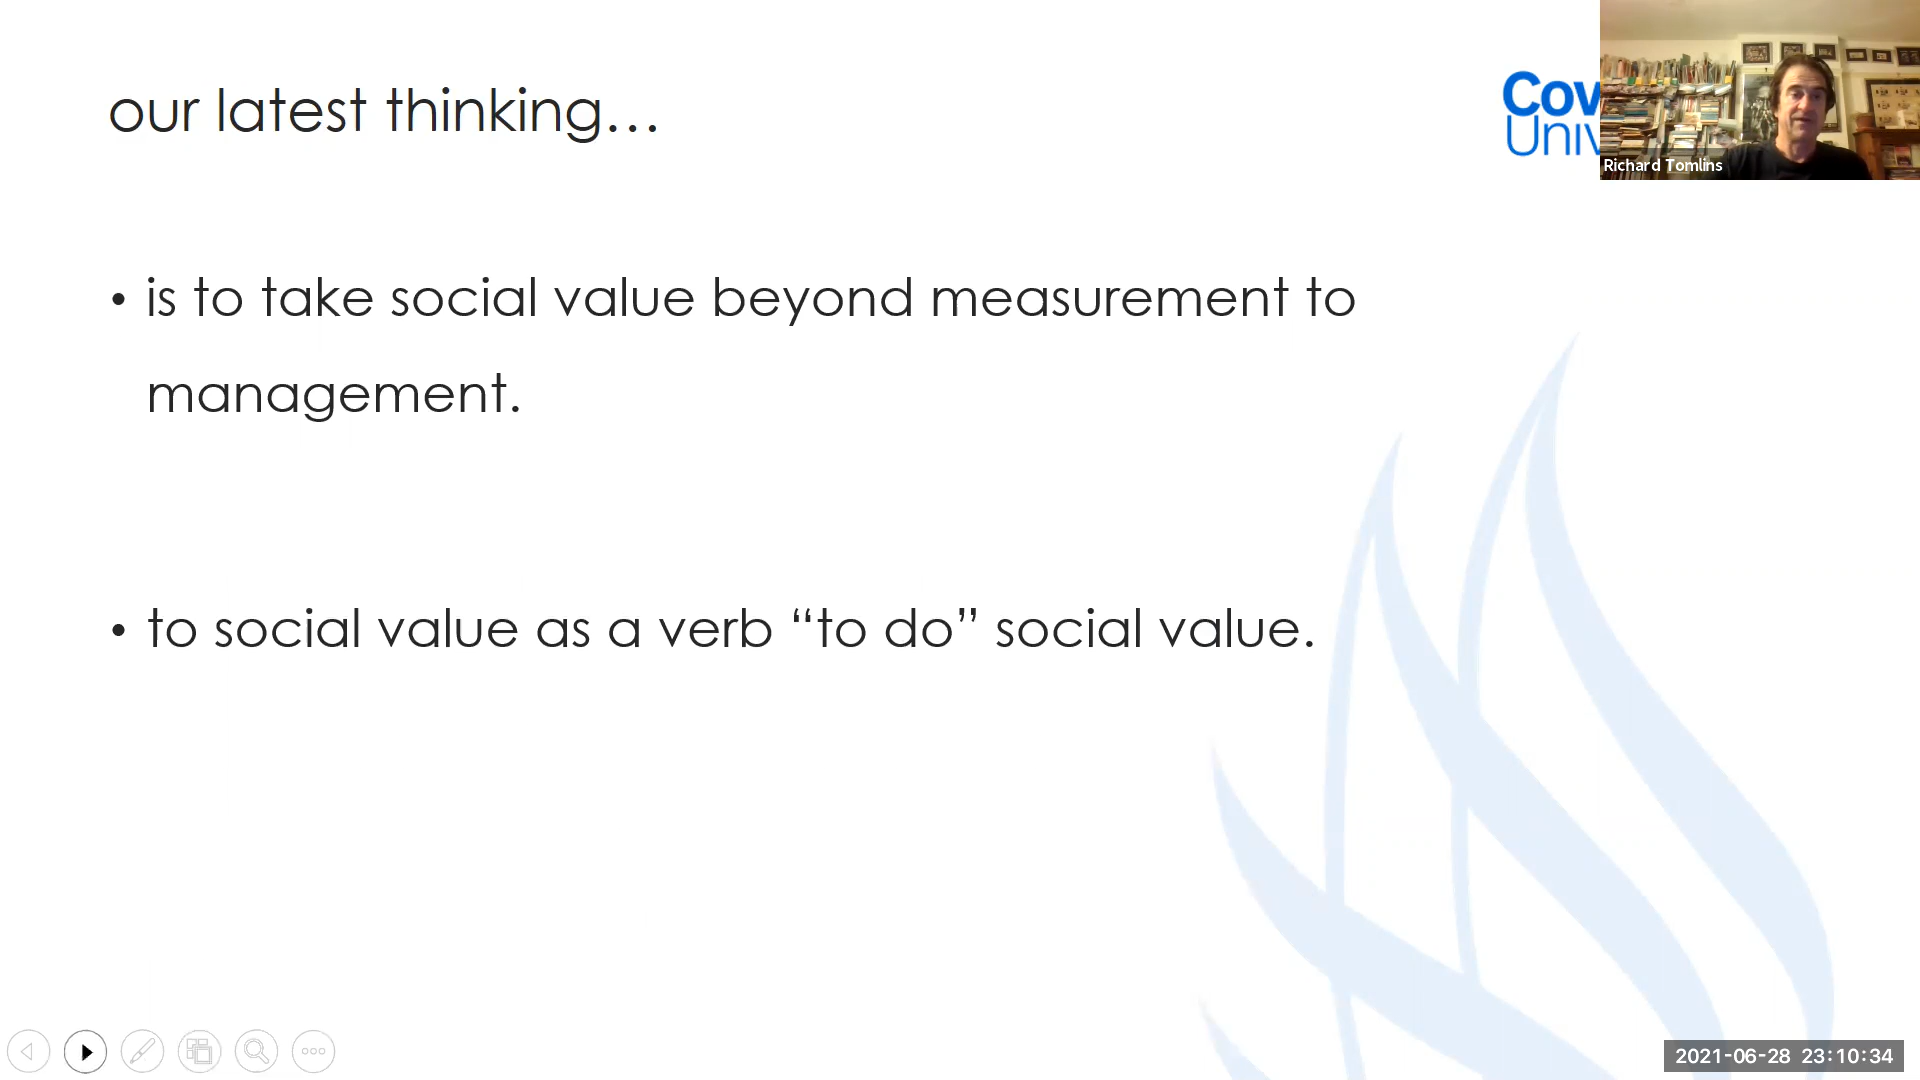 our latest thinking…
Cov
Univ
Richard Tomlins
• is to take social value beyond measurement to
management.
• to social value as a verb “to do” social value.
2021-06-28 23:10:34